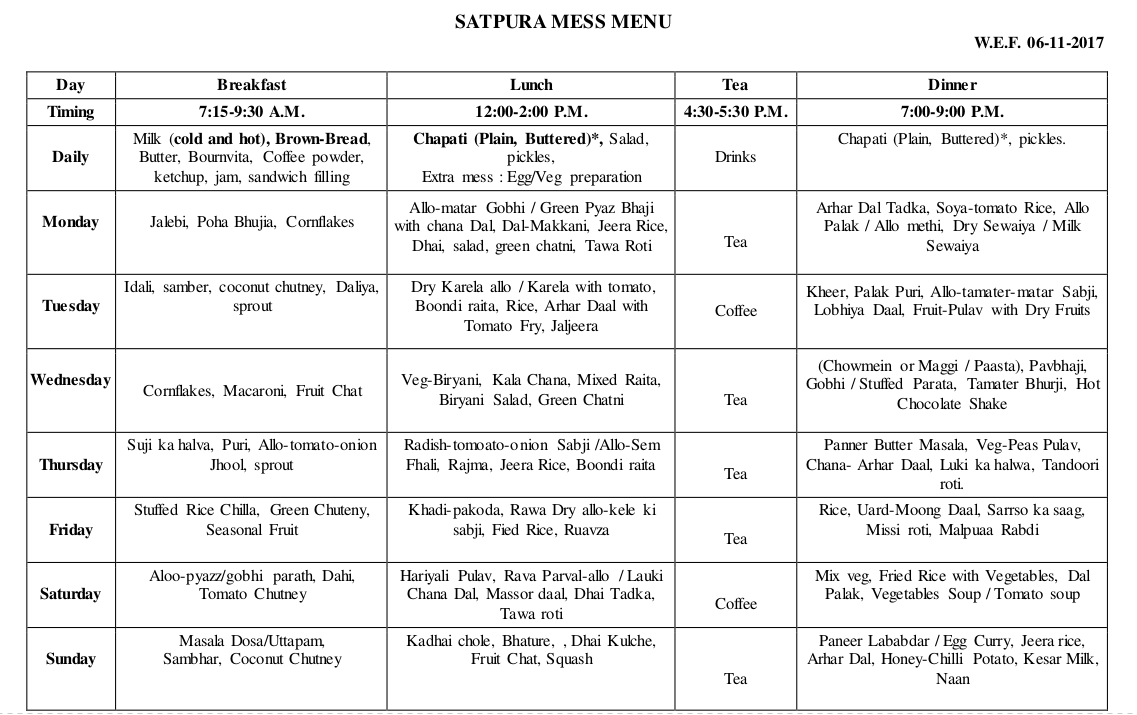 SATPURA MESS MENU
W.E.F. 06-11-2017
Day Breakfast Lunch Tea Dinner
Timing 7:15-9:30 A.M. 12:00-2:00 P.M. 4:30-5:30 P.M. 7:00-9:00 P.M.
Daily
Milk (cold and hot), Brown-Bread,
Butter, Bournvita, Coffee powder,
ketchup, jam, sandwich filling
Chapati (Plain, Buttered)*, Salad,
pickles,
Extra mess : Egg/Veg preparation
Drinks
Chapati (Plain, Buttered)*, pickles.
Monday
Jalebi, Poha Bhujia, Cornflakes
Allo-matar Gobhi / Green Pyaz Bhaji
with chana Dal, Dal-Makkani, Jeera Rice,
Dhai, salad, green chatni, Tawa Roti
Tea
Arhar Dal Tadka, Soya-tomato Rice, Allo
Palak / Allo methi, Dry Sewaiya / Milk
Sewaiya
Tuesday
Idali, samber, coconut chutney, Daliya,
sprout
Dry Karela allo / Karela with tomato,
Boondi raita, Rice, Arhar Daal with
Tomato Fry, Jaljeera
Coffee
Kheer, Palak Puri, Allo-tamater-matar Sabji,
Lobhiya Daal, Fruit-Pulav with Dry Fruits
Wednesday
Cornflakes, Macaroni, Fruit Chat
Veg-Biryani, Kala Chana, Mixed Raita,
Biryani Salad, Green Chatni
Tea
(Chowmein or Maggi / Paasta), Pavbhaji,
Gobhi / Stuffed Parata, Tamater Bhurji, Hot
Chocolate Shake
Thursday
Suji ka halva, Puri, Allo-tomato-onion
Jhool, sprout
Radish-tomoato-onion Sabji /Allo-Sem
Fhali, Rajma, Jeera Rice, Boondi raita
Tea
Panner Butter Masala, Veg-Peas Pulav,
Chana- Arhar Daal, Luki ka halwa, Tandoori
roti.
Friday
Stuffed Rice Chilla, Green Chuteny,
Seasonal Fruit
Khadi-pakoda, Rawa Dry allo-kele ki
sabji, Fied Rice, Ruavza
Tea
Rice, Uard-Moong Daal, Sarrso ka saag,
Missi roti, Malpuaa Rabdi
Saturday
Aloo-pyazz/gobhi parath, Dahi,
Tomato Chutney
Hariyali Pulav, Rava Parval-allo / Lauki
Chana Dal, Massor daal, Dhai Tadka,
Tawa roti
Coffee
Mix veg, Fried Rice with Vegetables, Dal
Palak, Vegetables Soup / Tomato soup
Sunday
Masala Dosa/Uttapam,
Sambhar, Coconut Chutney
Kadhai chole, Bhature, , Dhai Kulche,
Fruit Chat, Squash
Tea
Paneer Lababdar / Egg Curry, Jeera rice,
Arhar Dal, Honey-Chilli Potato, Kesar Milk,
Naan